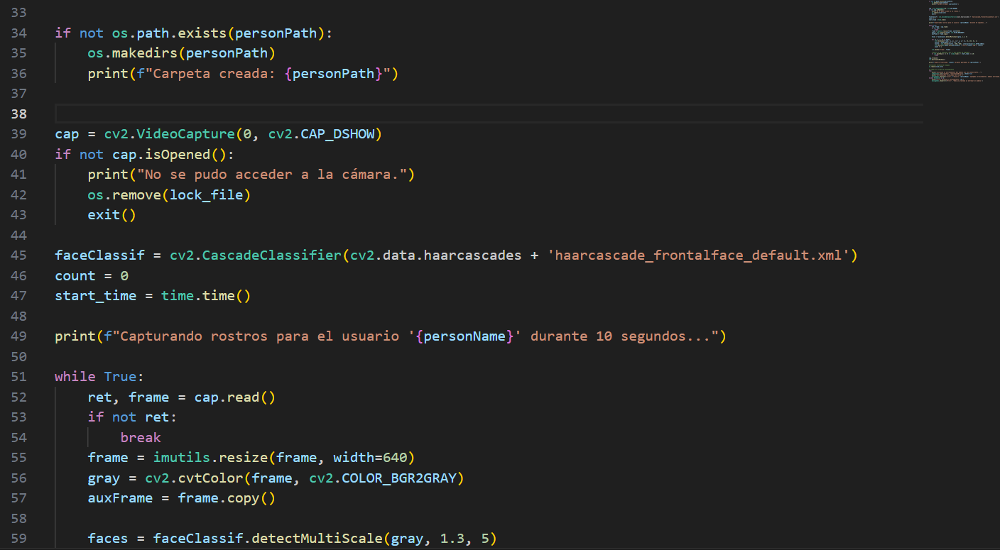 33
34 if not os.path.exists(personPath):
35     os.makedirs(personPath)
36     print(f"Carpeta creada: {personPath}")
37
38
39 cap = cv2.VideoCapture(0, cv2.CAP_DSHOW)
40 if not cap.isOpened():
41     print("No se pudo acceder a la cámara.")
42     os.remove(lock_file)
43     exit()
44
45 faceClassif = cv2.CascadeClassifier(cv2.data.haarcascades + 'haarcascade_frontalface_default.xml')
46 count = 0
47 start_time = time.time()
48
49 print(f"Capturando rostros para el usuario '{personName}' durante 10 segundos...")
50
51 while True:
52     ret, frame = cap.read()
53     if not ret:
54         break
55     frame = imutils.resize(frame, width=640)
56     gray = cv2.cvtColor(frame, cv2.COLOR_BGR2GRAY)
57     auxFrame = frame.copy()
58
59     faces = faceClassif.detectMultiScale(gray, 1.3, 5)